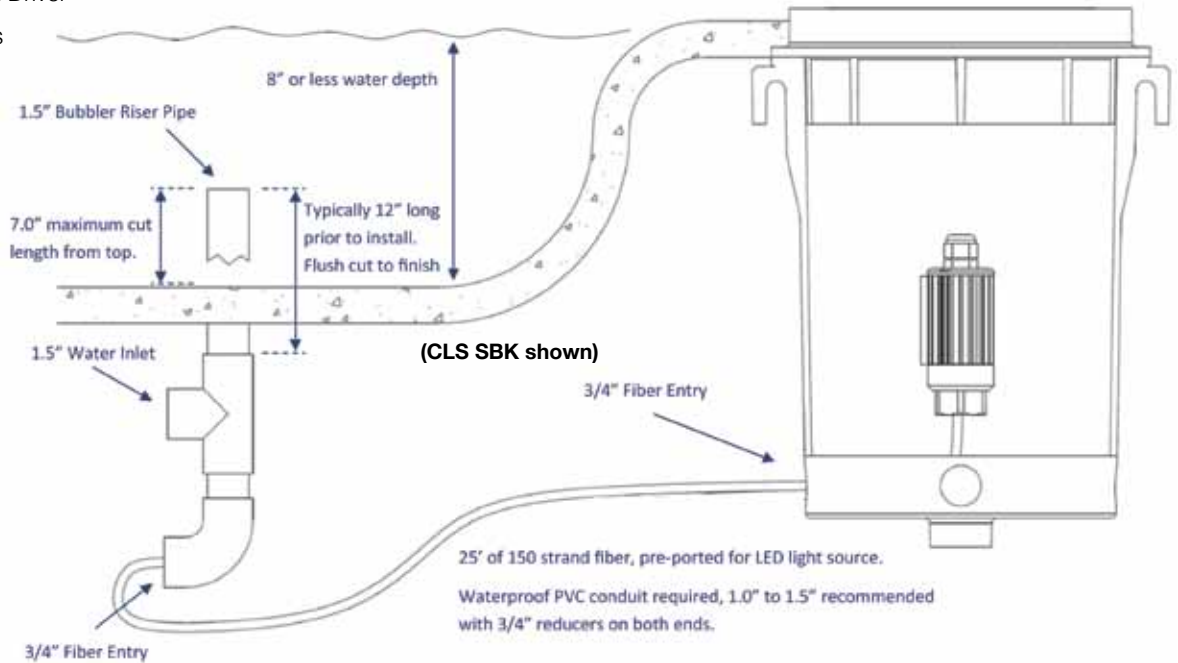 8" or less water depth
1.5" Bubbler Riser Pipe
7.0" maximum cut
length from top.
Typically 12" long
prior to install.
Flush cut to finish
1.5" Water Inlet
(CLS SBK shown)
3/4" Fiber Entry
25' of 150 strand fiber, pre-ported for LED light source.
Waterproof PVC conduit required, 1.0" to 1.5" recommended
with 3/4" reducers on both ends.
3/4" Fiber Entry